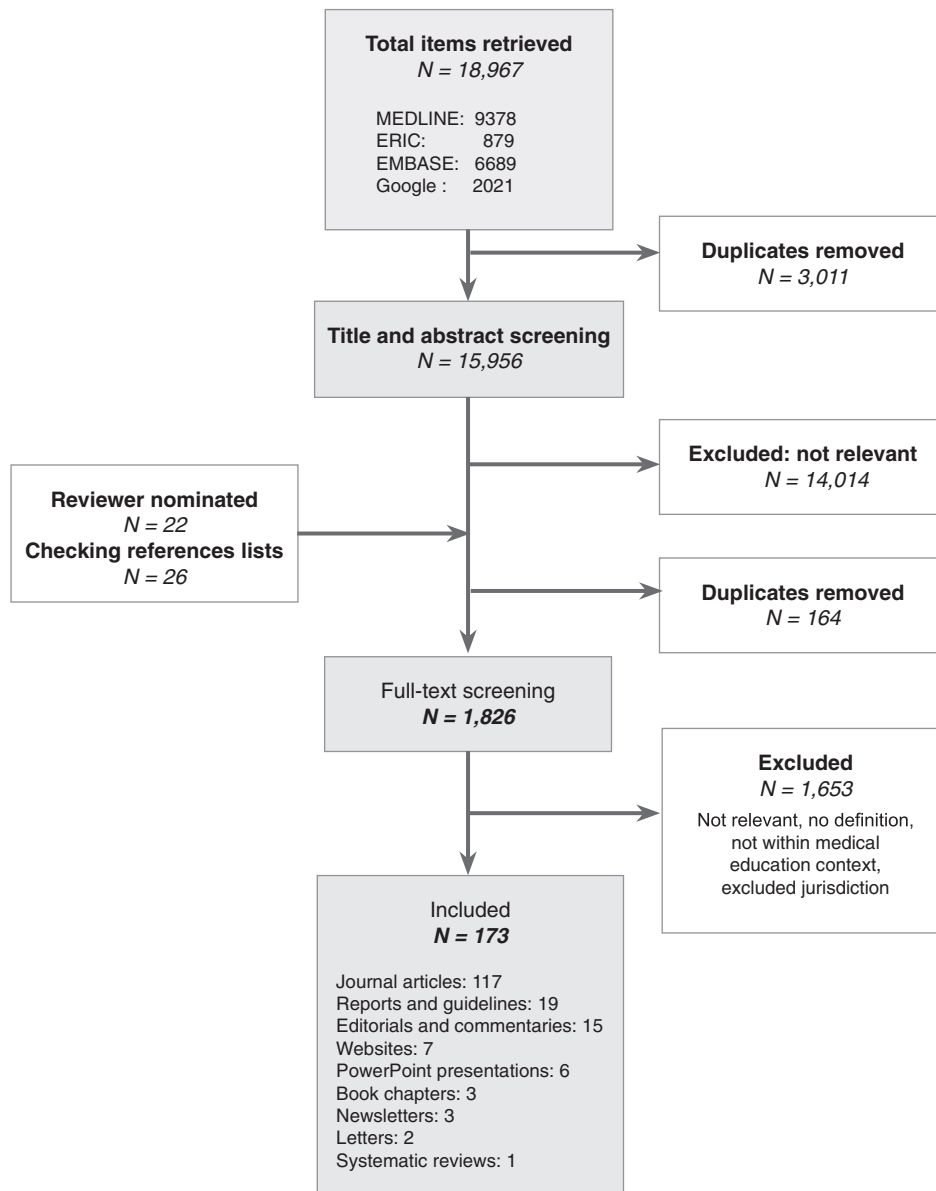 Total items retrieved
N = 18,967
MEDLINE: 9378
ERIC: 879
EMBASE: 6689
Google : 2021
Duplicates removed
N = 3,011
Title and abstract screening
N = 15,956
Excluded: not relevant
N = 14,014
Reviewer nominated
N = 22
Checking references lists
N = 26
Duplicates removed
N = 164
Full-text screening
N = 1,826
Excluded
N = 1,653
Not relevant, no definition,
not within medical
education context,
excluded jurisdiction
Included
N = 173
Journal articles: 117
Reports and guidelines: 19
Editorials and commentaries: 15
Websites: 7
PowerPoint presentations: 6
Book chapters: 3
Newsletters: 3
Letters: 2
Systematic reviews: 1